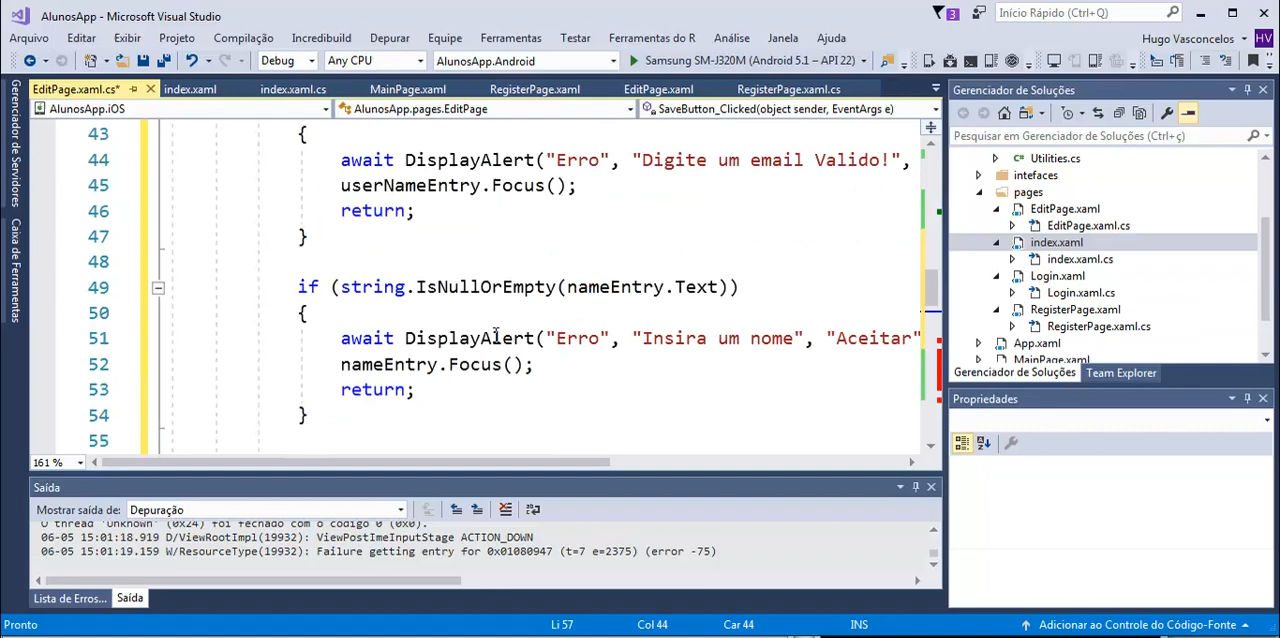 AlunosApp - Microsoft Visual Studio
3
Início Rápido (Ctrl+Q)
Arquivo Editar Exibir Projeto Compilação Incredibuild Depurar Equipe Ferramentas Testar Ferramentas do R Análise Janela Ajuda
Hugo Vasconcelos
HV
Debug Any CPU AlunosApp.Android Samsung SM-J320M (Android 5.1 – API 22)
Gerenciador de Servidores
Caixa de Ferramentas
EditPage.xaml.cs* index.xaml index.xaml.cs MainPage.xaml RegisterPage.xaml EditPage.xaml RegisterPage.xaml.cs
AlunosApp.iOS AlunosApp.pages.EditPage SaveButton_Clicked(object sender, EventArgs e)
43 {
44 await DisplayAlert("Erro", "Digite um email Valido!",
45 userNameEntry.Focus();
46 return;
47 }
48
49 if (string.IsNullOrEmpty(nameEntry.Text))
50 {
51 await DisplayAlert("Erro", "Insira um nome", "Aceitar"
52 nameEntry.Focus();
53 return;
54 }
55
161 %
Saída
Mostrar saída de: Depuração
O thread 'Unknown' (0x24) foi fechado com o código 0 (0x0).
06-05 15:01:18.919 D/ViewRootImpl(19932): ViewPostImeInputStage ACTION_DOWN
06-05 15:01:19.159 W/ResourceType(19932): Failure getting entry for 0x01080947 (t=7 e=2375) (error -75)
Lista de Erros... Saída
Gerenciador de Soluções
Pesquisar em Gerenciador de Soluções (Ctrl+ç)
Utilities.cs
intefaces
pages
EditPage.xaml
EditPage.xaml.cs
index.xaml
index.xaml.cs
Login.xaml
Login.xaml.cs
RegisterPage.xaml
RegisterPage.xaml.cs
App.xaml
MainPage.xaml
Gerenciador de Soluções Team Explorer
Propriedades
Pronto Li 57 Col 44 Car 44 INS Adicionar ao Controle do Código-Fonte